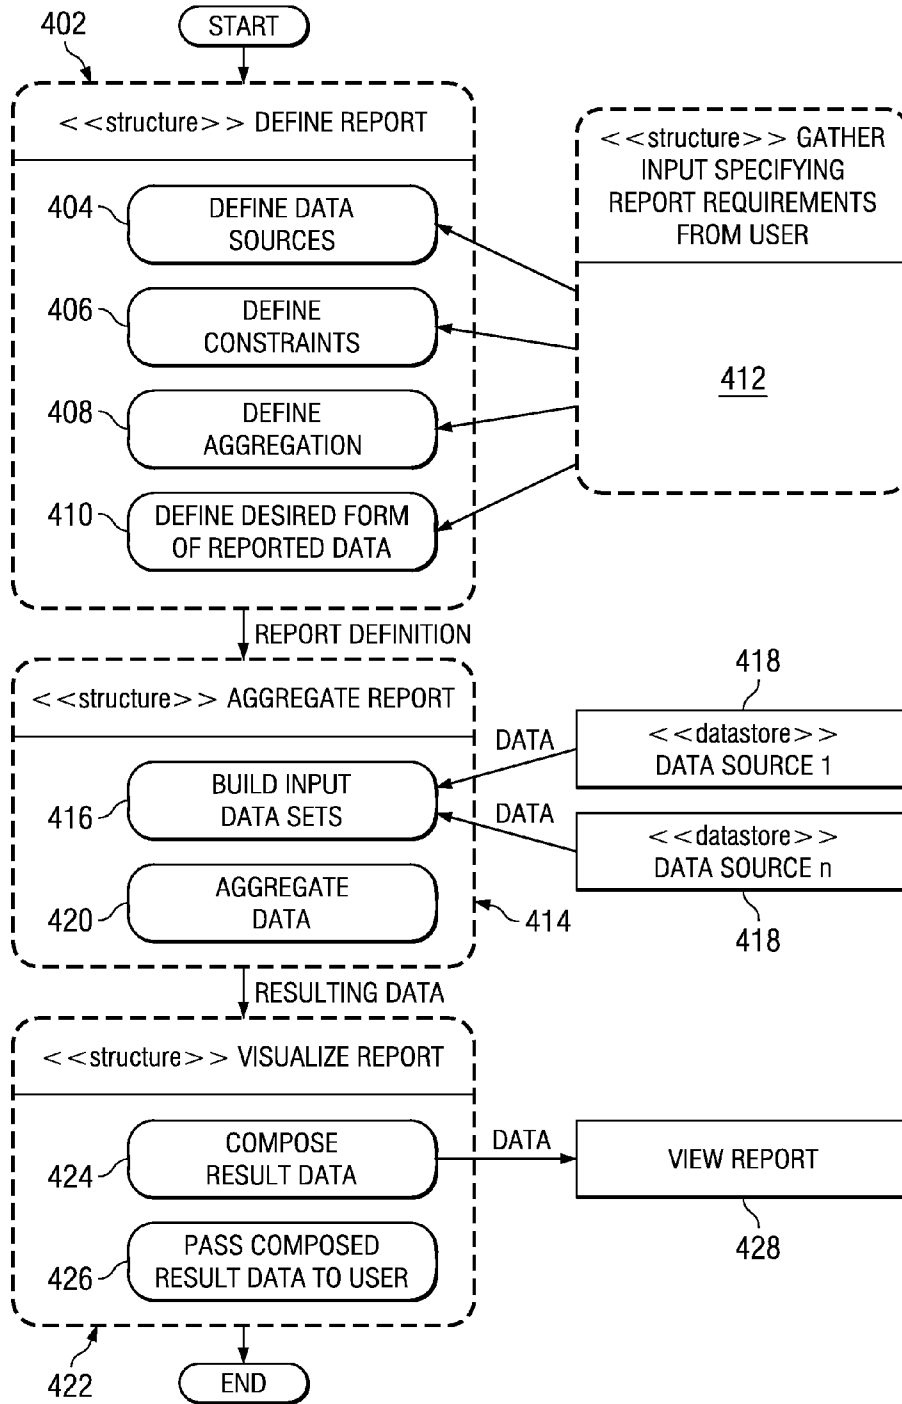 START
402
<<structure>> DEFINE REPORT
404
DEFINE DATA
SOURCES
406
DEFINE
CONSTRAINTS
408
DEFINE
AGGREGATION
410
DEFINE DESIRED FORM
OF REPORTED DATA
<<structure>> GATHER
INPUT SPECIFYING
REPORT REQUIREMENTS
FROM USER
412
REPORT DEFINITION
<<structure>> AGGREGATE REPORT
416
BUILD INPUT
DATA SETS
420
AGGREGATE
DATA
414
DATA
DATA
418
<<datastore>>
DATA SOURCE 1
<<datastore>>
DATA SOURCE n
418
RESULTING DATA
<<structure>> VISUALIZE REPORT
424
COMPOSE
RESULT DATA
DATA
VIEW REPORT
428
426
PASS COMPOSED
RESULT DATA TO USER
422
END